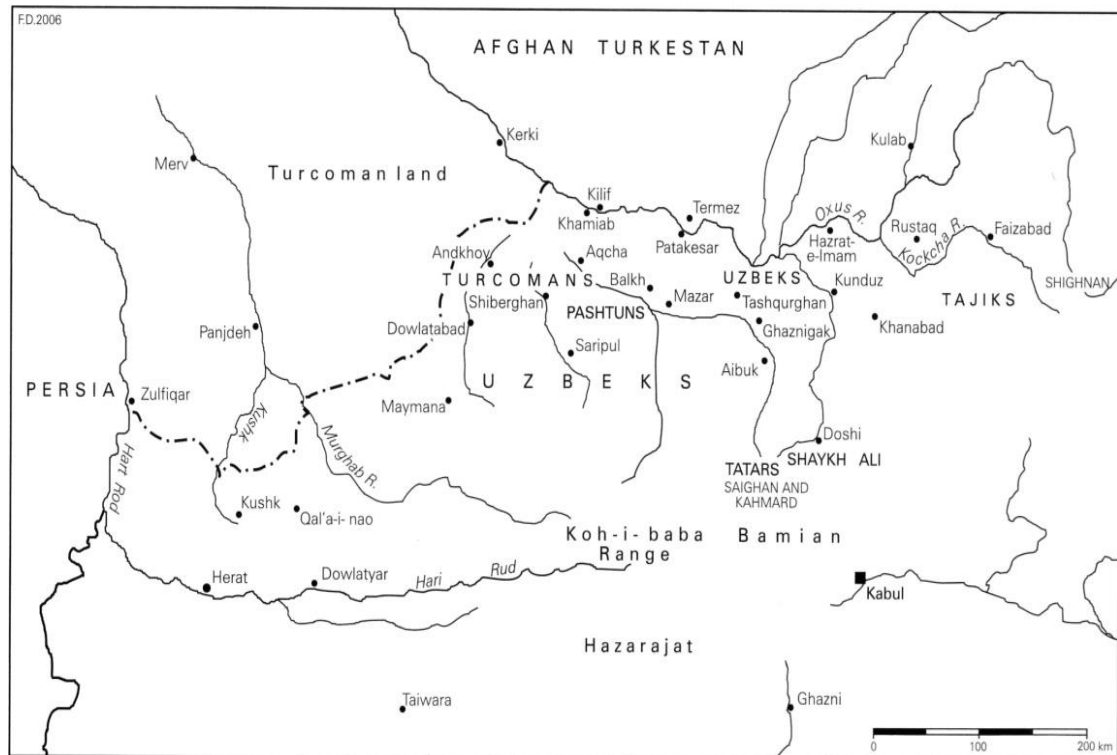 F.D.2006
AFGHAN TURKESTAN
Kerki
Kulab
Merv
Turcoman land
Kilif
Khamiab
Termez
Oxus R.
Patakesar
Hazrat-
e-Imam
Rustaq
Kockcha R.
Faizabad
Andkhoy
Aqcha
TURCOMANS
Balkh
UZBEKS
Kunduz
SHIGHNAN
TAJIKS
Shiberghan
PASHTUNS
Mazar
Tashqurghan
Panjdeh
Dowlatabad
Ghaznigak
Khanabad
Saripul
Aibuk
PERSIA
Zulfiqar
UZBEKS
Maymana
Kushk
Murghab R.
Hart Rod
Doshi
TATARS
SHAYKH ALI
SAIGHAN AND
KAHMARD
Kushk
Qal'a-i-nao
Koh-i-baba
Range
Bamian
Herat
Dowlatyar
Hari Rud
Kabul
Hazarajat
Taiwara
Ghazni
0 100 200 km